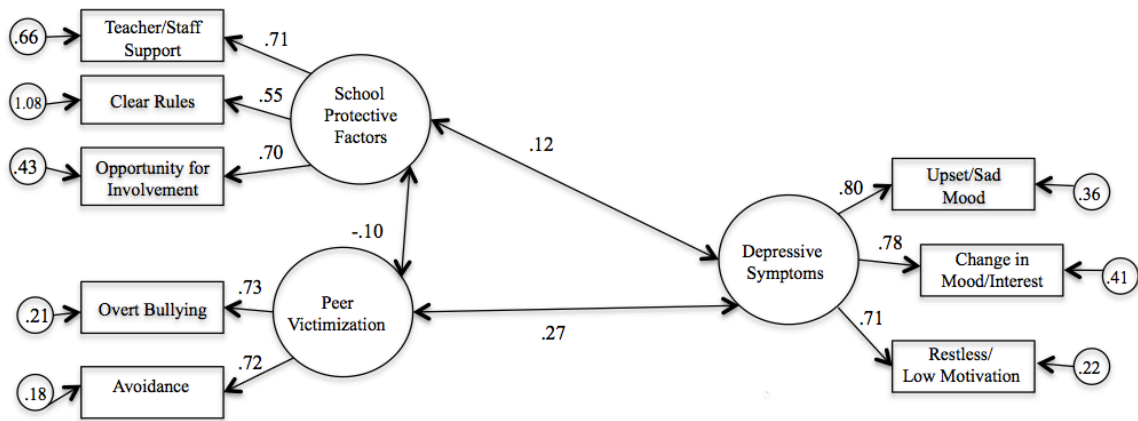 .66
Teacher/Staff
Support
.71
1.08
Clear Rules
.55
School
Protective
Factors
.43
Opportunity for
Involvement
.70
.12
-.10
.21
Overt Bullying
.73
Peer
Victimization
.18
Avoidance
.72
.27
Depressive
Symptoms
.80
Upset/Sad
Mood
.36
.78
Change in
Mood/Interest
.41
.71
Restless/
Low Motivation
.22